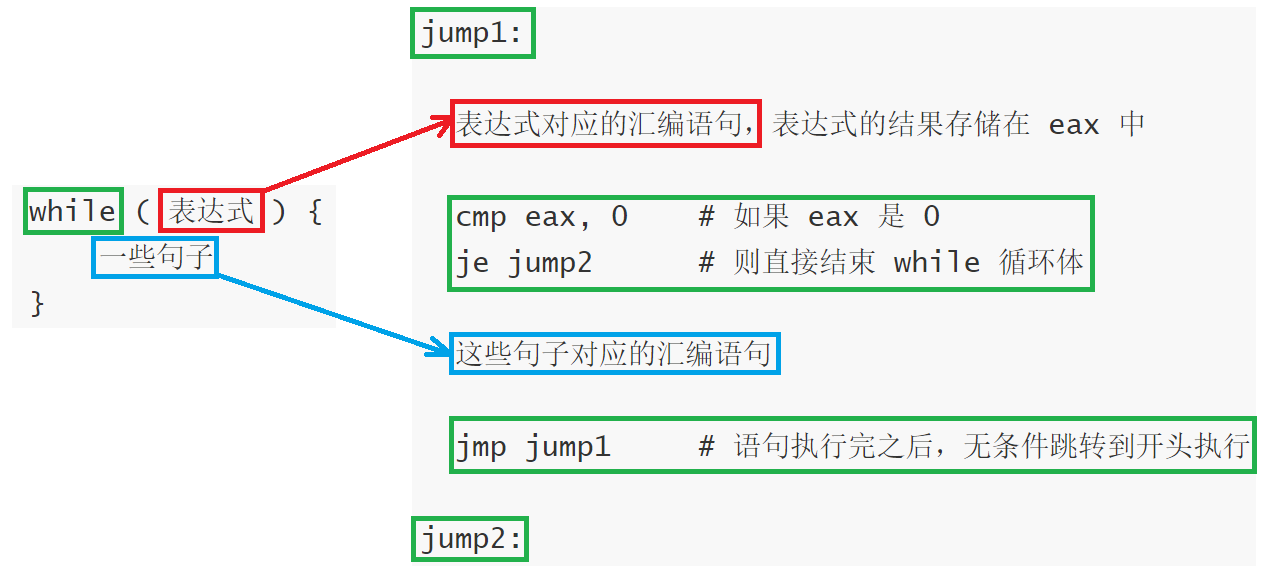 while ( 表达式 ) {
一些句子
}
jump1:
表达式对应的汇编语句，表达式的结果存储在 eax 中
cmp eax, 0 # 如果 eax 是 0
je jump2 # 则直接结束 while 循环体
这些句子对应的汇编语句
jmp jump1 # 语句执行完之后，无条件跳转到开头执行
jump2: